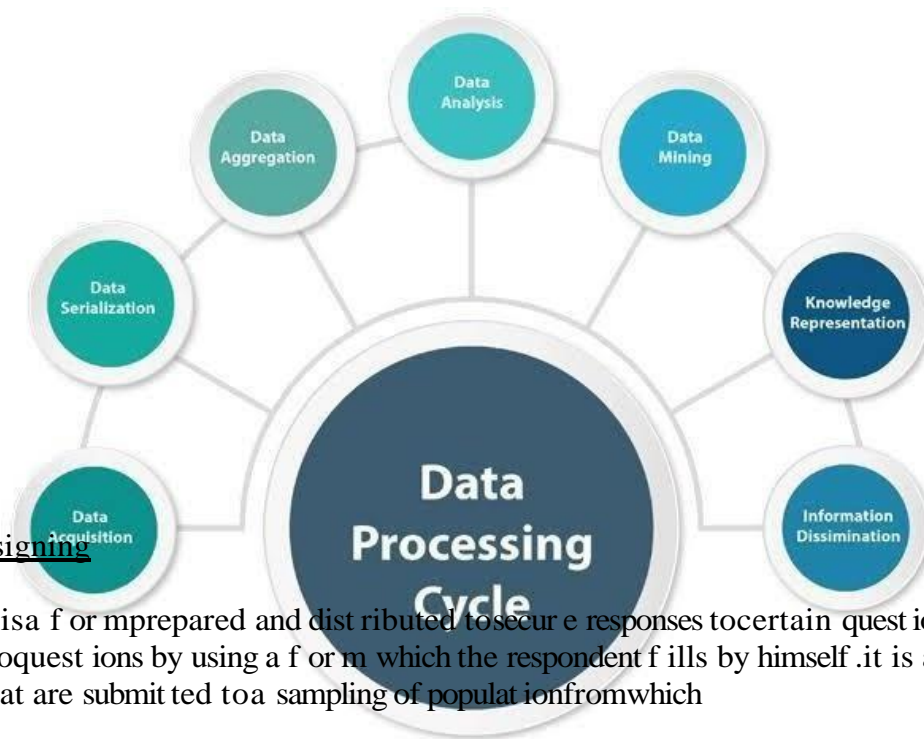 Data
Analysis
Data
Aggregation
Data
Mining
Data
Serialization
Knowledge
Representation
Data
Acquisition
Data
Processing
Cycle
Information
Dissimination
signing
isa f or mprepared and dist ributed tosecur e responses tocertain quest
oquest ions by using a f or m which the respondent f ills by himself .it is
at are submit ted toa sampling of populat ionfromwhich